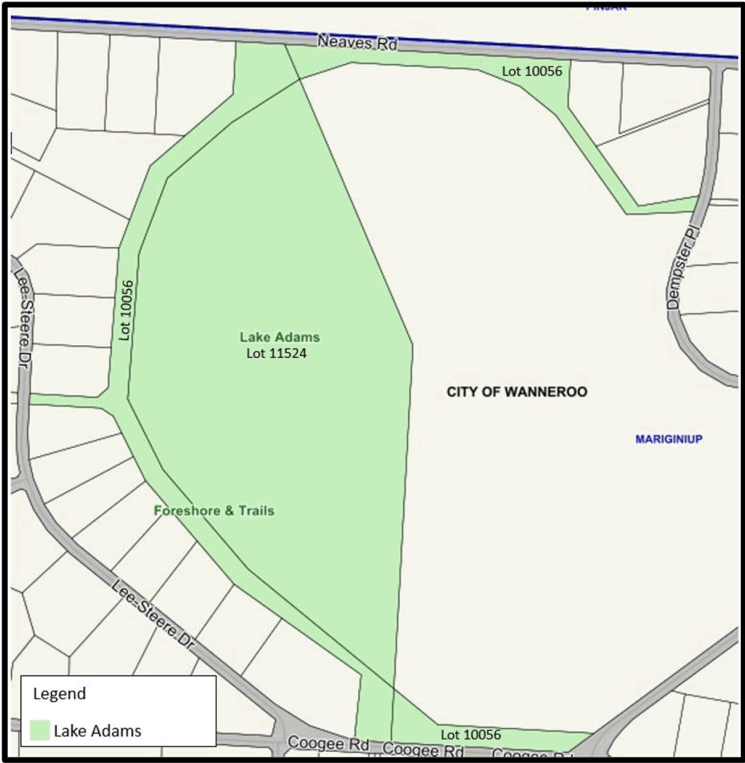 PINJAR
Neaves Rd
Lot 10056
Dempster Pl
Lee-Steere Dr
Lot 10056
Lake Adams
Lot 11524
CITY OF WANNEROO
MARIGINIUP
Foreshore & Trails
Lee-Steere Dr
Legend
Lake Adams
Lot 10056
Coogee Rd
Coogee Rd
Coogee Rd